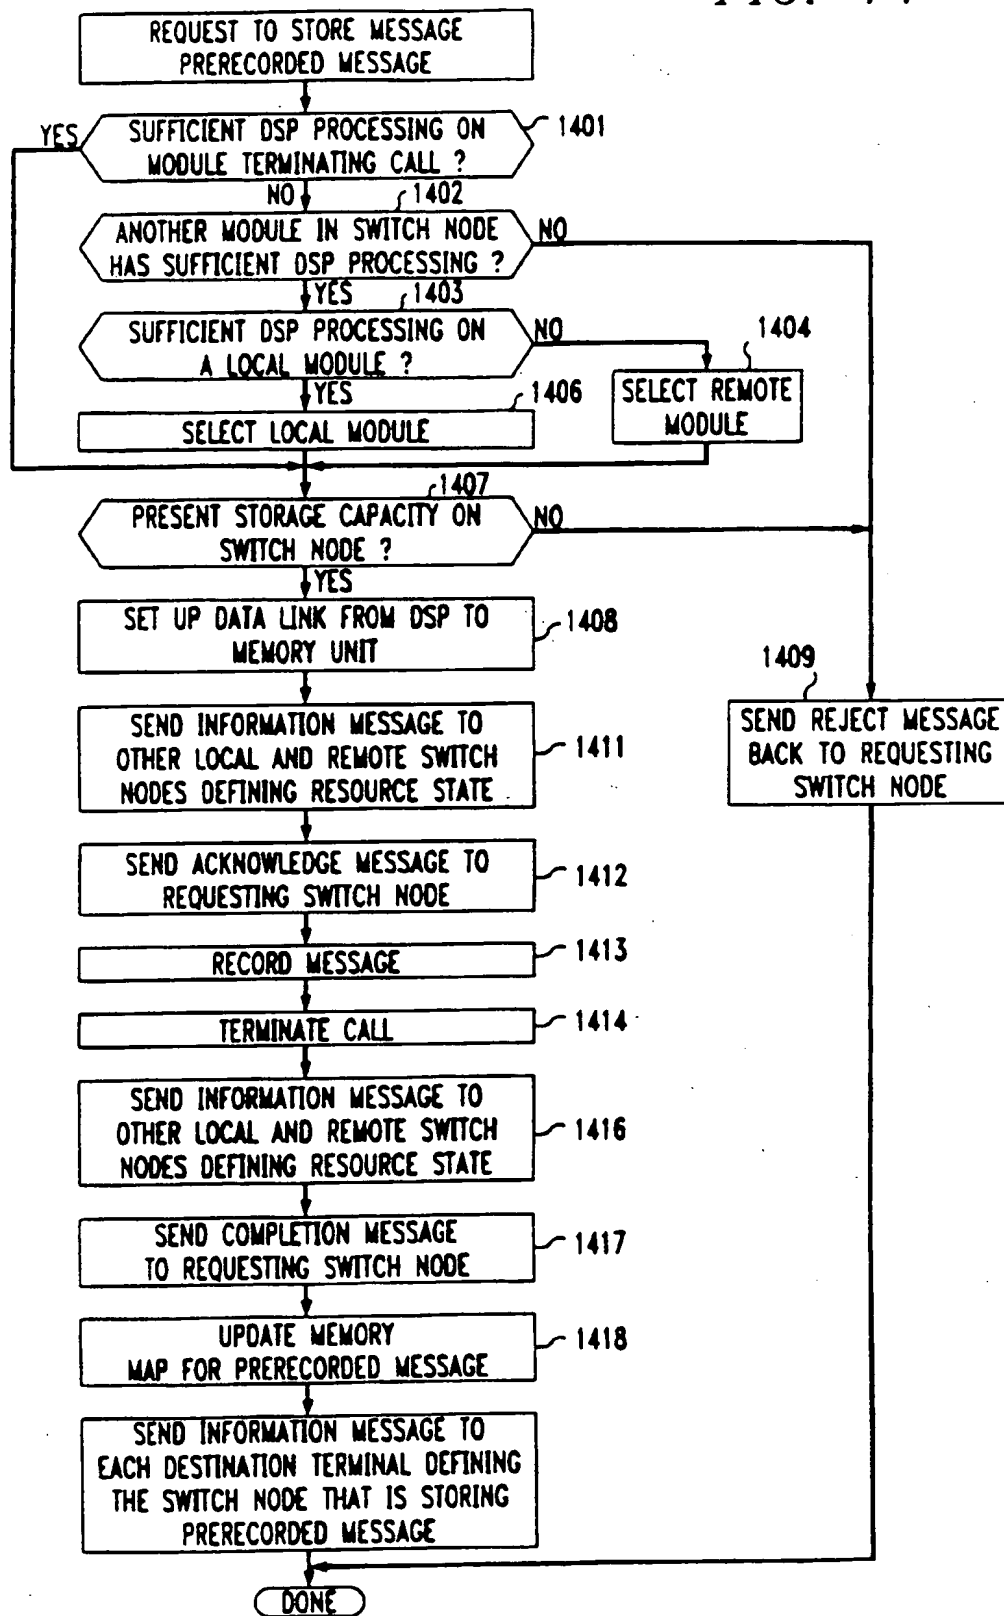 REQUEST TO STORE MESSAGE
PRERECORDED MESSAGE
YES
SUFFICIENT DSP PROCESSING ON
MODULE TERMINATING CALL ?
1401
NO
1402
ANOTHER MODULE IN SWITCH NODE
HAS SUFFICIENT DSP PROCESSING ?
NO
YES
1403
SUFFICIENT DSP PROCESSING ON
A LOCAL MODULE ?
NO
1404
YES
1406
SELECT REMOTE
MODULE
SELECT LOCAL MODULE
1407
PRESENT STORAGE CAPACITY ON
SWITCH NODE ?
NO
YES
SET UP DATA LINK FROM DSP TO
MEMORY UNIT
1408
1409
SEND REJECT MESSAGE
BACK TO REQUESTING
SWITCH NODE
SEND INFORMATION MESSAGE TO
OTHER LOCAL AND REMOTE SWITCH
NODES DEFINING RESOURCE STATE
1411
SEND ACKNOWLEDGE MESSAGE TO
REQUESTING SWITCH NODE
1412
RECORD MESSAGE
1413
TERMINATE CALL
1414
SEND INFORMATION MESSAGE TO
OTHER LOCAL AND REMOTE SWITCH
NODES DEFINING RESOURCE STATE
1416
SEND COMPLETION MESSAGE
TO REQUESTING SWITCH NODE
1417
UPDATE MEMORY
MAP FOR PRERECORDED MESSAGE
1418
SEND INFORMATION MESSAGE TO
EACH DESTINATION TERMINAL DEFINING
THE SWITCH NODE THAT IS STORING
PRERECORDED MESSAGE
DONE